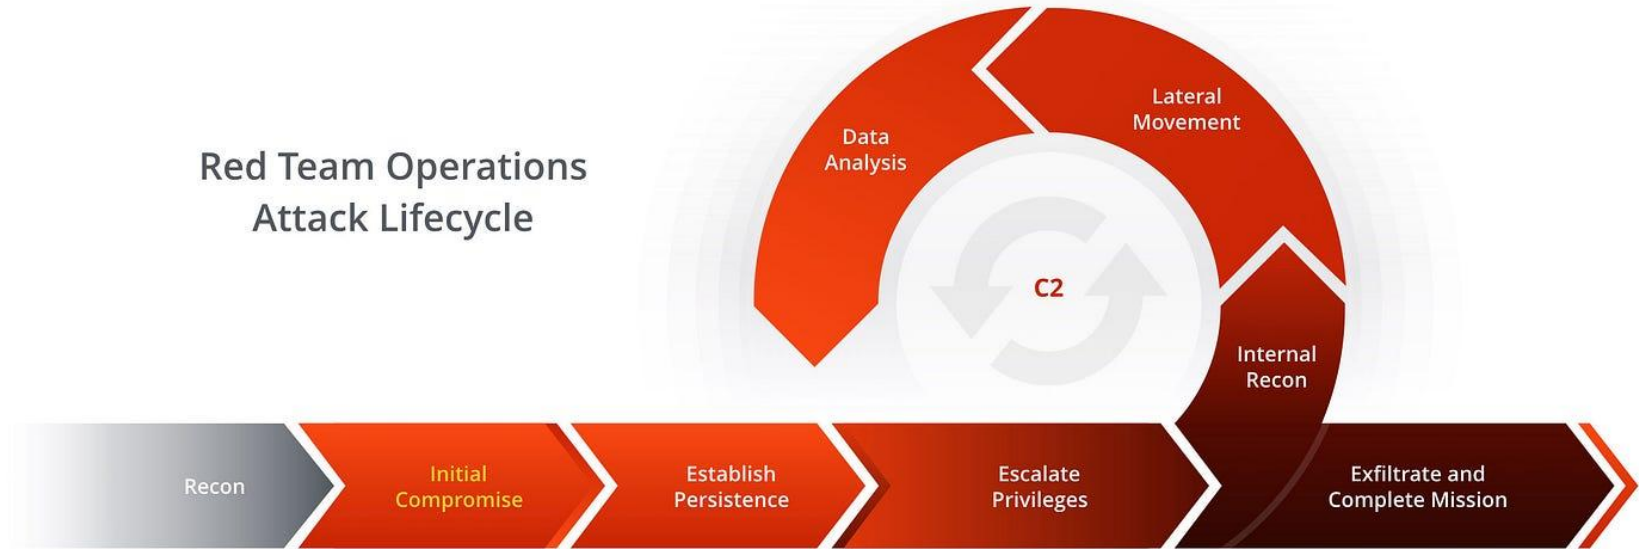 Red Team Operations
Attack Lifecycle
Data
Analysis
Lateral
Movement
C2
Internal
Recon
Recon
Initial
Compromise
Establish
Persistence
Escalate
Privileges
Exfiltrate and
Complete Mission